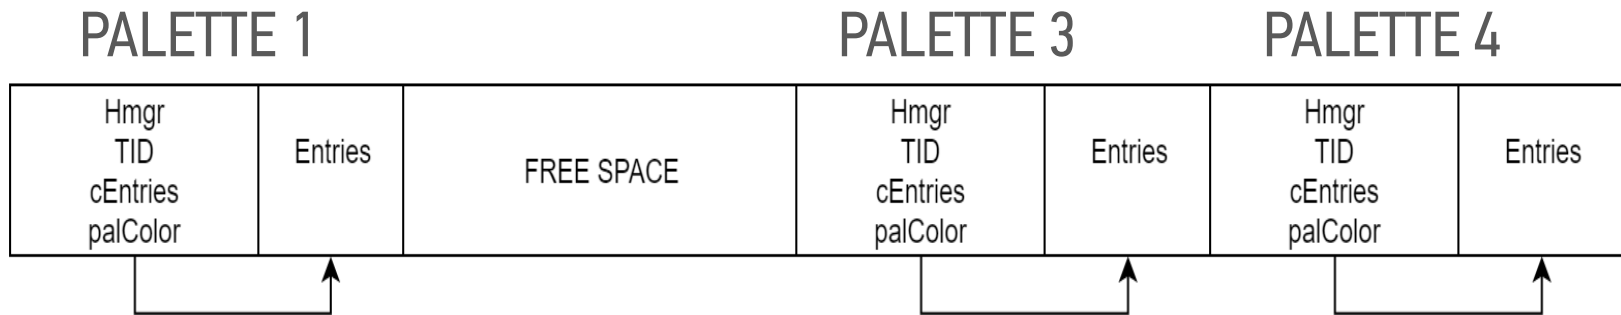 PALETTE 1
PALETTE 3
PALETTE 4
Hmgr
TID
cEntries
palColor
Entries
FREE SPACE
Hmgr
TID
cEntries
palColor
Entries
Hmgr
TID
cEntries
palColor
Entries